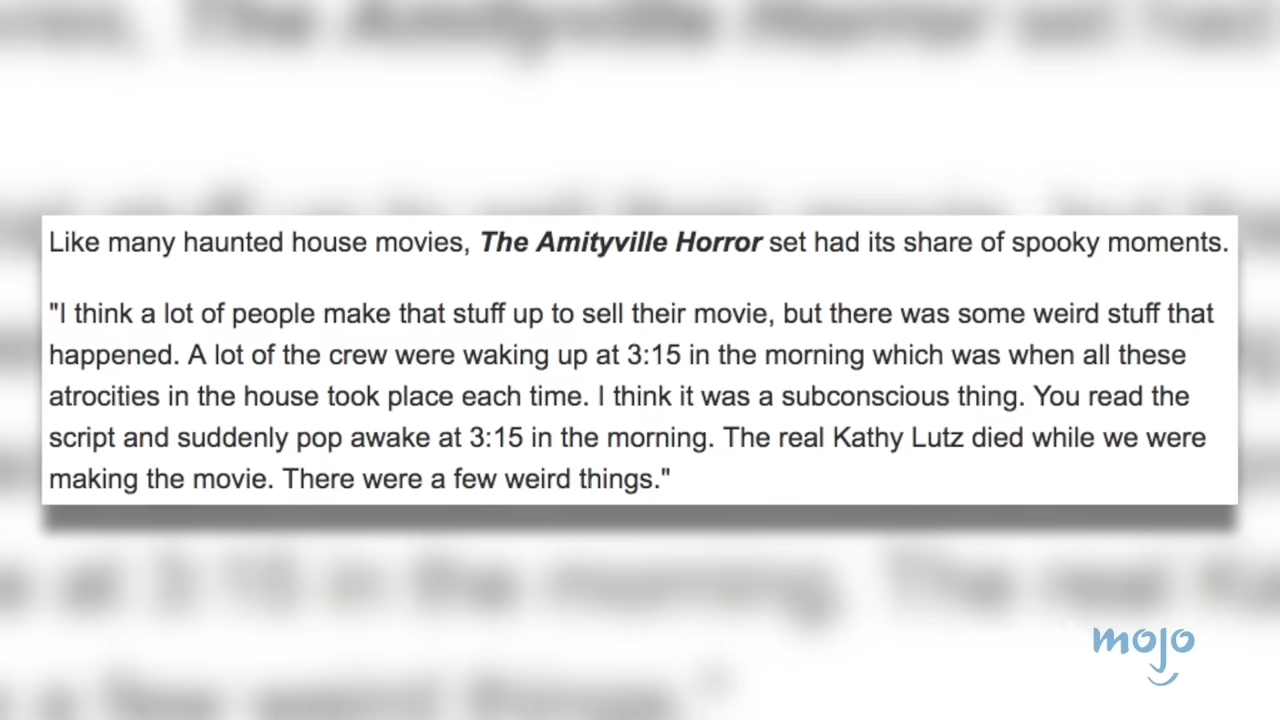 Like many haunted house movies, The Amityville Horror set had its share of spooky moments.
"I think a lot of people make that stuff up to sell their movie, but there was some weird stuff that
happened. A lot of the crew were waking up at 3:15 in the morning which was when all these
atrocities in the house took place each time. I think it was a subconscious thing. You read the
script and suddenly pop awake at 3:15 in the morning. The real Kathy Lutz died while we were
making the movie. There were a few weird things."
mojo